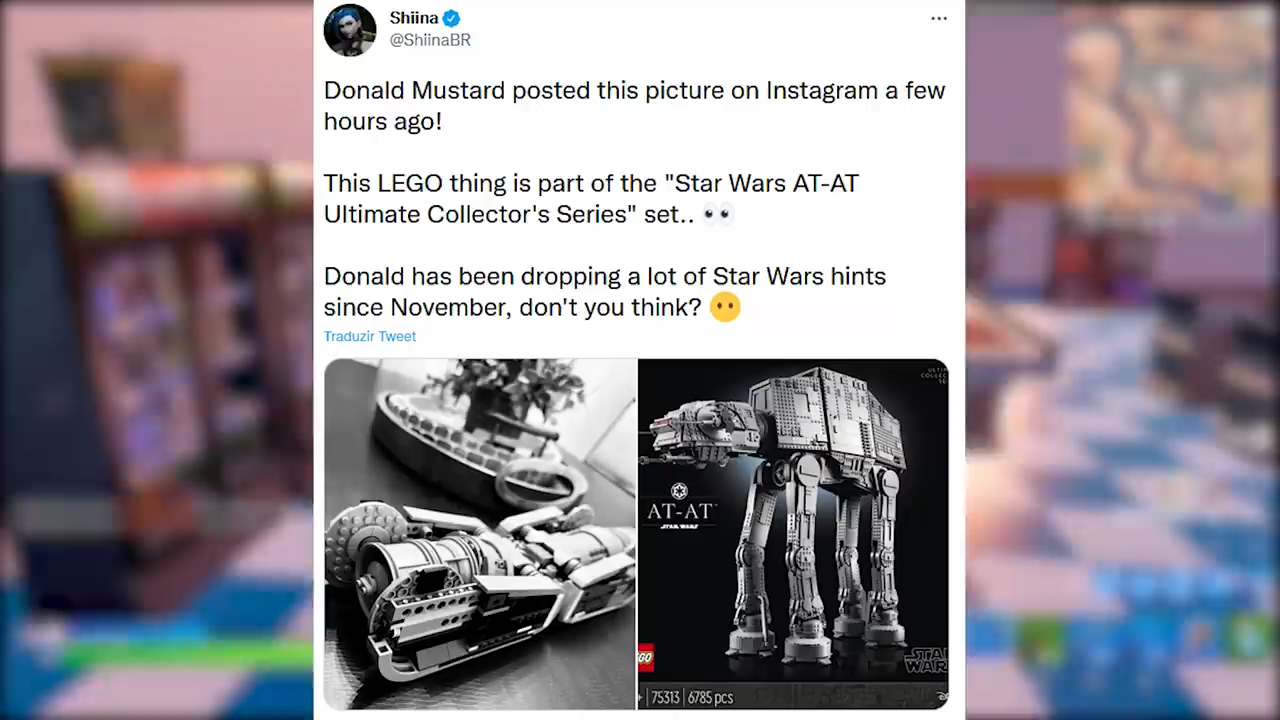 Shiina
@ShiinaBR
Donald Mustard posted this picture on Instagram a few
hours ago!
This LEGO thing is part of the "Star Wars AT-AT
Ultimate Collector's Series" set.. 👀
Donald has been dropping a lot of Star Wars hints
since November, don't you think? 😶
Traduzir Tweet
AT-AT
STAR WARS
75313 | 6785 pcs
STAR
WARS